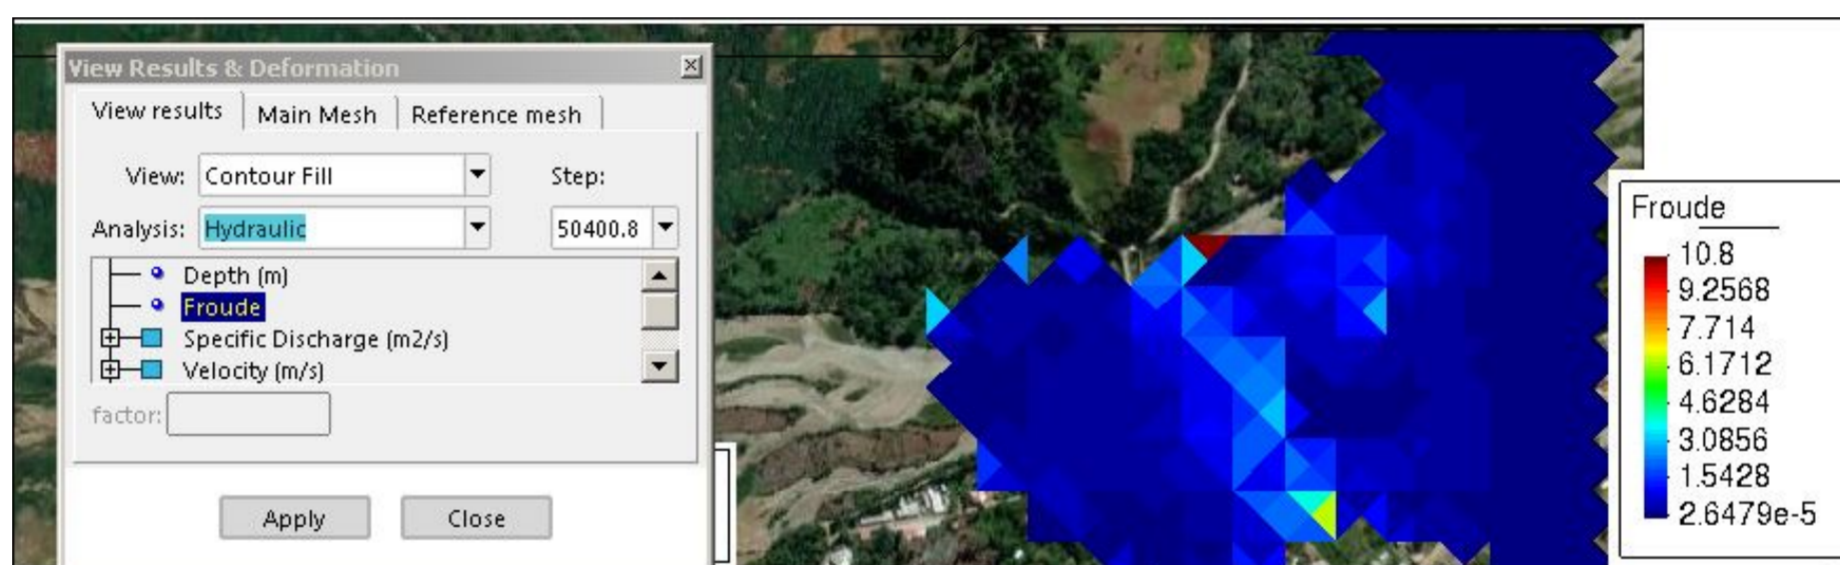 View Results & Deformation
View results Main Mesh Reference mesh
View: Contour Fill Step:
Analysis: Hydraulic 50400.8
Depth (m)
Froude
Specific Discharge (m2/s)
Velocity (m/s)
factor:
Apply Close
Froude
10.8
9.2568
7.714
6.1712
4.6284
3.0856
1.5428
2.6479e-5